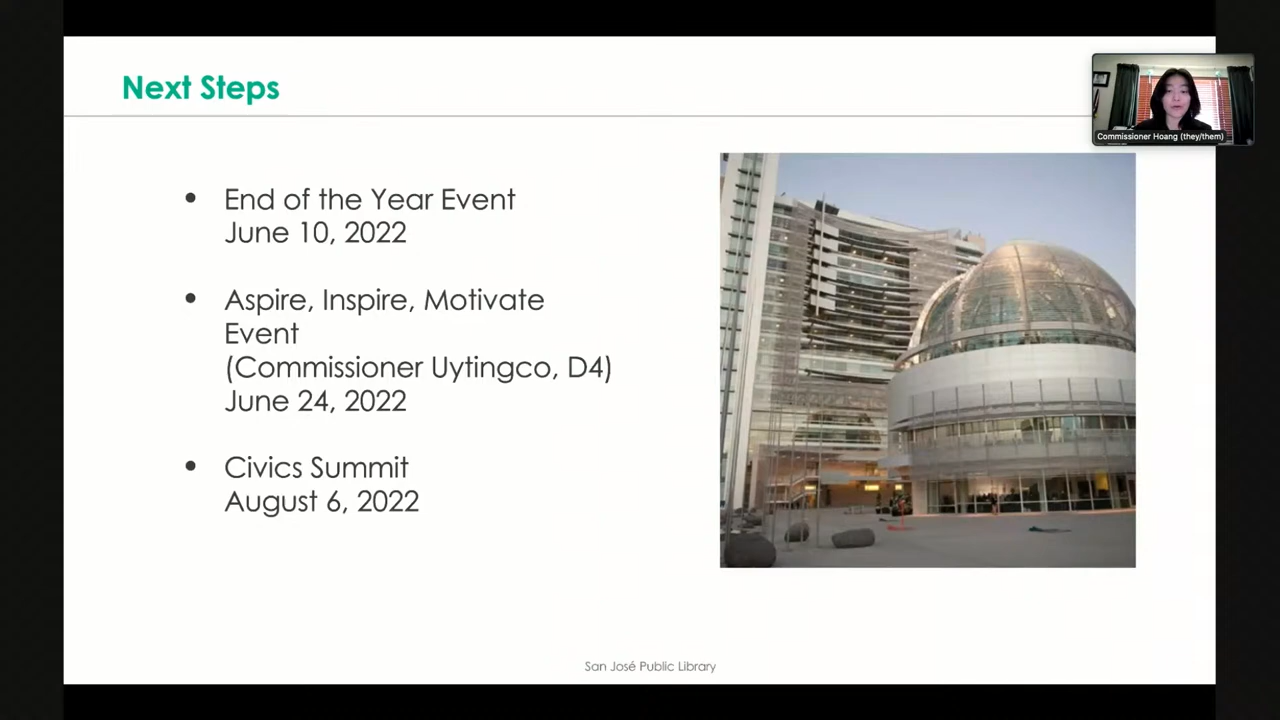 Next Steps
Commissioner Hoang (they/them)
• End of the Year Event
June 10, 2022
• Aspire, Inspire, Motivate
Event
(Commissioner Uytingco, D4)
June 24, 2022
• Civics Summit
August 6, 2022
San José Public Library